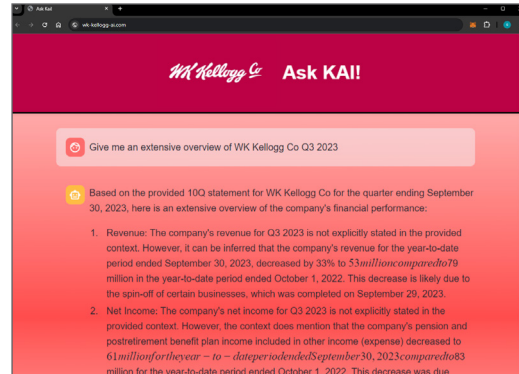 Ask KaI
wk-kellogg-ai.com
WK Kellogg Co Ask KAI!
Give me an extensive overview of WK Kellogg Co Q3 2023
Based on the provided 10Q statement for WK Kellogg Co for the quarter ending September
30, 2023, here is an extensive overview of the company's financial performance:
1. Revenue: The company's revenue for Q3 2023 is not explicitly stated in the provided
context. However, it can be inferred that the company's revenue for the year-to-date
period ended September 30, 2023, decreased by 33% to 53millioncomparedto79
million in the year-to-date period ended October 1, 2022. This decrease is likely due to
the spin-off of certain businesses, which was completed on September 29, 2023.
2. Net Income: The company's net income for Q3 2023 is not explicitly stated in the
provided context. However, the context does mention that the company's pension and
postretirement benefit plan income included in other income (expense) decreased to
61millionfortheyear − to − dateperiodendedSeptember30, 2023comparedto83
million for the year-to-date period ended October 1, 2022. This decrease was due